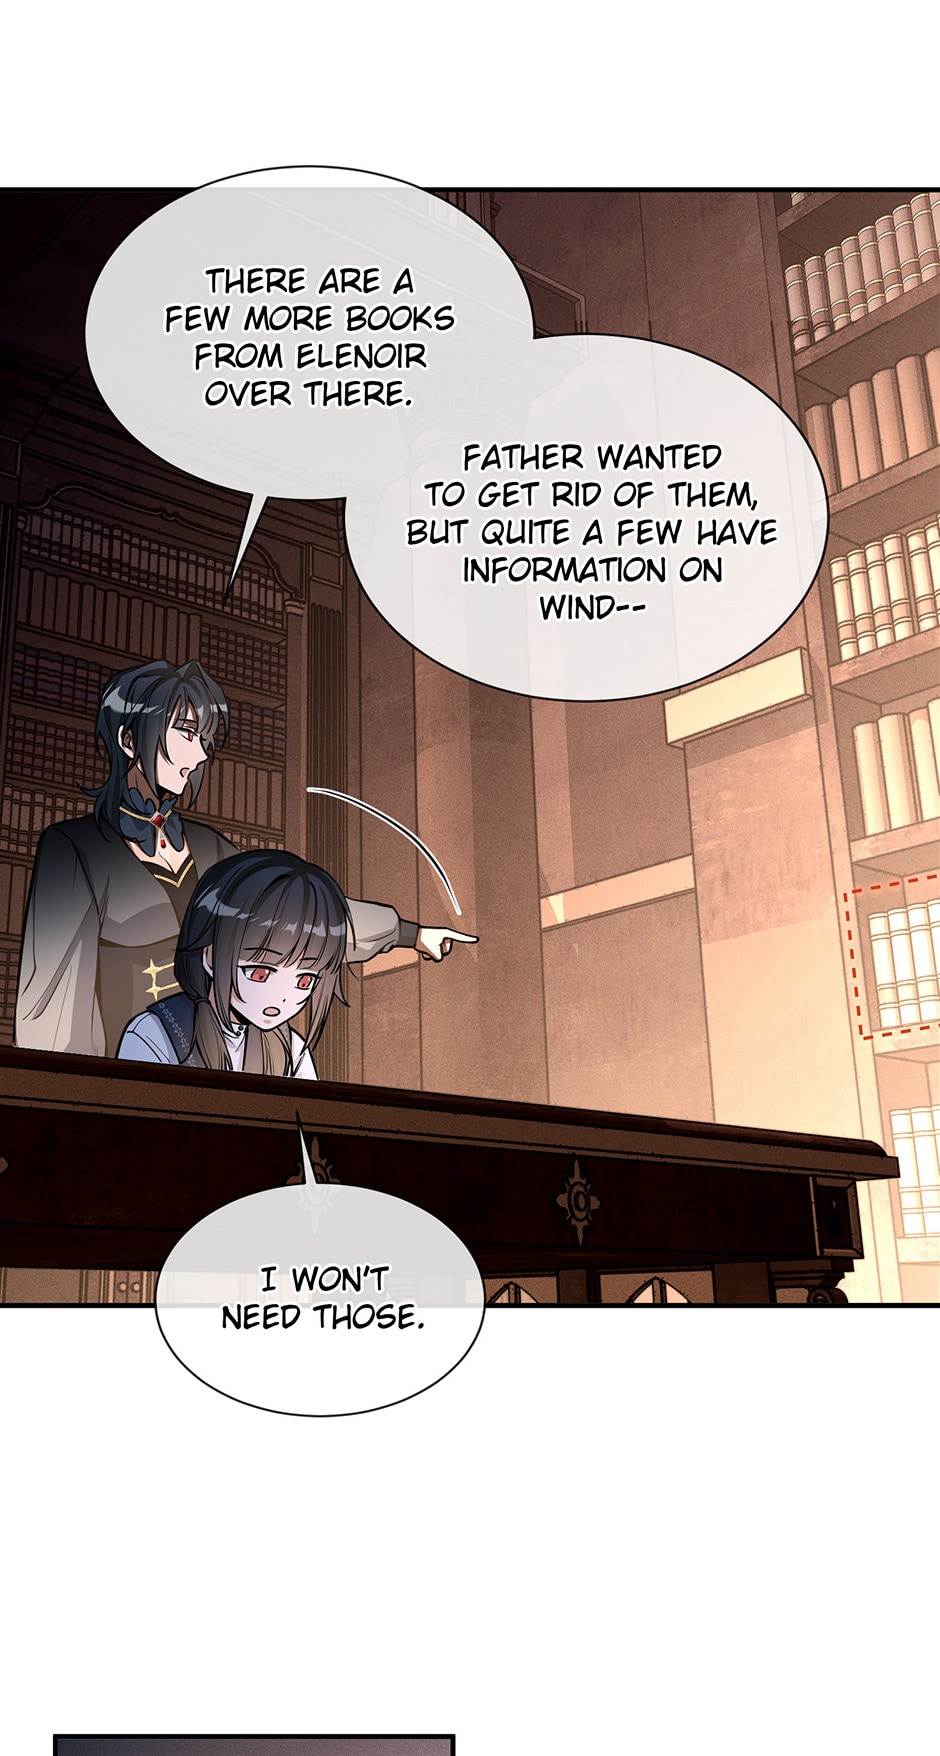 THERE ARE A
FEW MORE BOOKS
FROM ELENOIR
OVER THERE.
FATHER WANTED
TO GET RID OF THEM,
BUT QUITE A FEW HAVE
INFORMATION ON
WIND--
I WON'T
NEED THOSE.